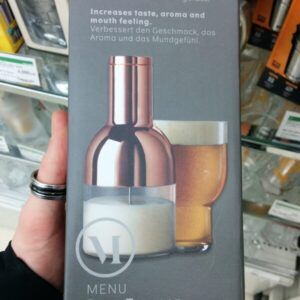 Increases taste, aroma and
mouth feeling.
Verbessert den Geschmack, das
Aroma und das Mundgefühl.
M
MENU